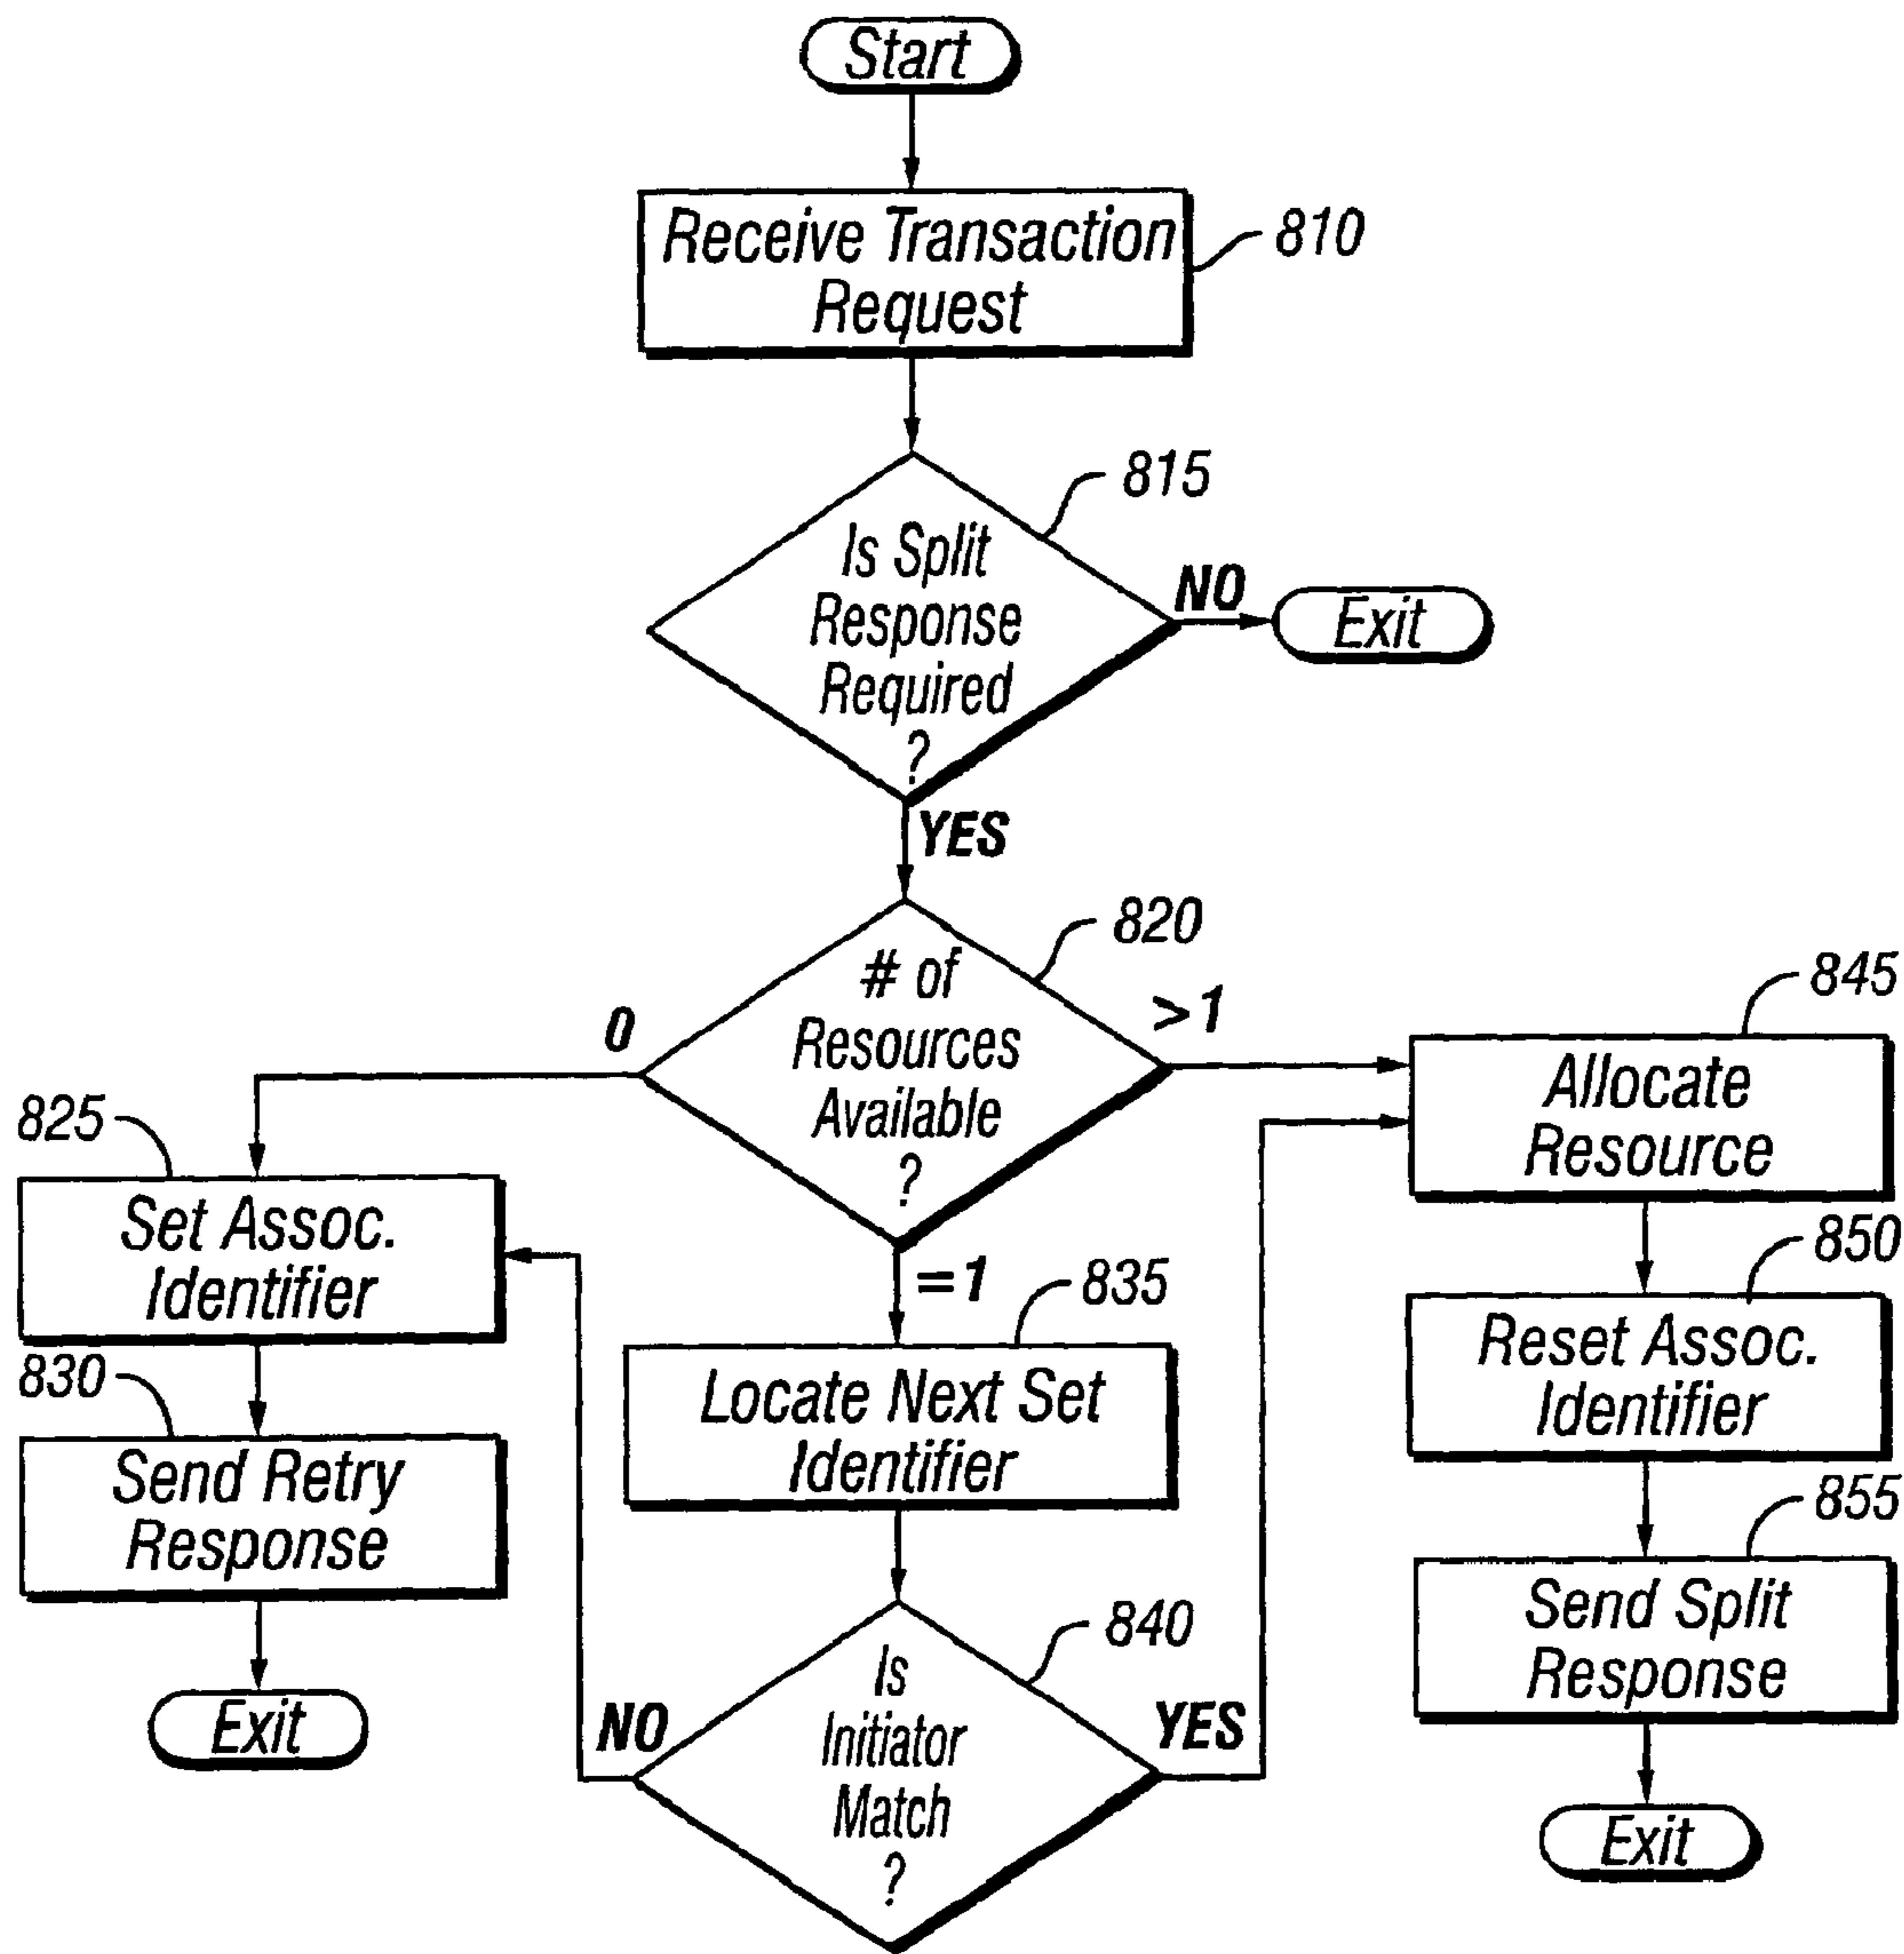 Start
Receive Transaction
Request
810
815
Is Split
Response
Required
?
NO
Exit
YES
820
# of
Resources
Available
?
0
>1
=1
825
Set Assoc.
Identifier
830
Send Retry
Response
Exit
835
Locate Next Set
Identifier
840
Is
Initiator
Match
?
NO
YES
845
Allocate
Resource
850
Reset Assoc.
Identifier
855
Send Split
Response
Exit